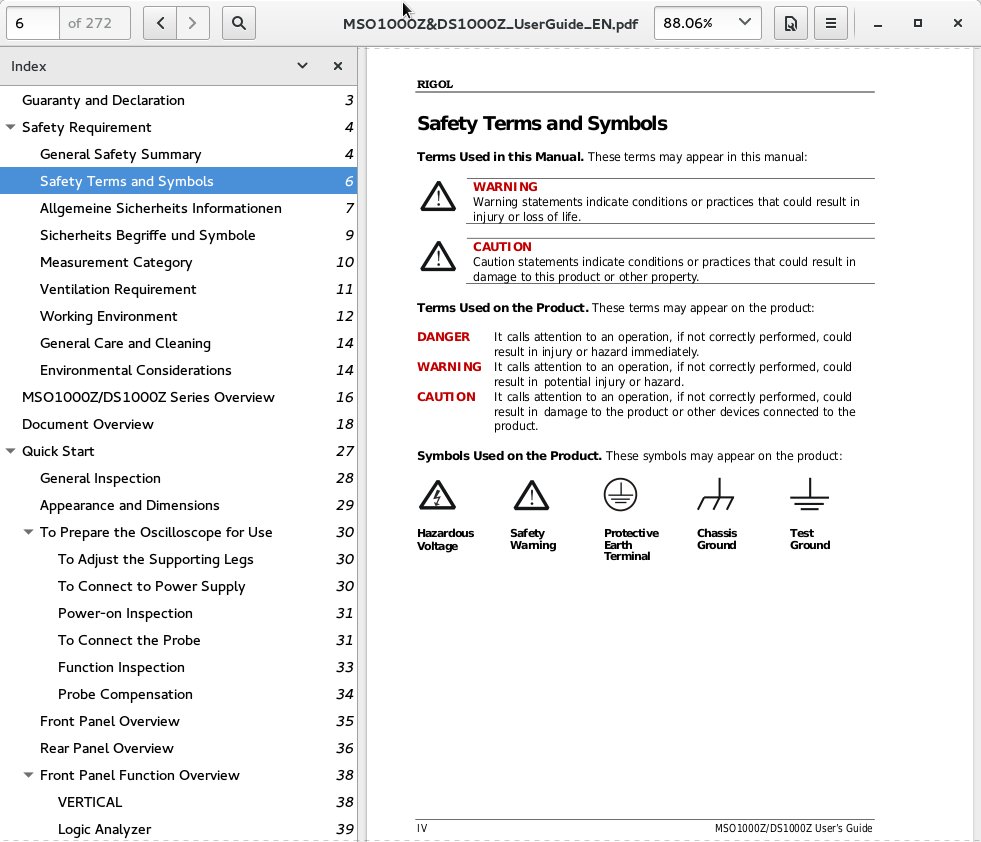 6 of 272 MSO1000Z&DS1000Z_UserGuide_EN.pdf 88.06%
Index
Guaranty and Declaration 3
Safety Requirement 4
General Safety Summary 4
Safety Terms and Symbols 6
Allgemeine Sicherheits Informationen 7
Sicherheits Begriffe und Symbole 9
Measurement Category 10
Ventilation Requirement 11
Working Environment 12
General Care and Cleaning 14
Environmental Considerations 14
MSO1000Z/DS1000Z Series Overview 16
Document Overview 18
Quick Start 27
General Inspection 28
Appearance and Dimensions 29
To Prepare the Oscilloscope for Use 30
To Adjust the Supporting Legs 30
To Connect to Power Supply 30
Power-on Inspection 31
To Connect the Probe 31
Function Inspection 33
Probe Compensation 34
Front Panel Overview 35
Rear Panel Overview 36
Front Panel Function Overview 38
VERTICAL 38
Logic Analyzer 39
RIGOL
Safety Terms and Symbols
Terms Used in this Manual. These terms may appear in this manual:
WARNING
Warning statements indicate conditions or practices that could result in
injury or loss of life.
CAUTION
Caution statements indicate conditions or practices that could result in
damage to this product or other property.
Terms Used on the Product. These terms may appear on the product:
DANGER It calls attention to an operation, if not correctly performed, could
result in injury or hazard immediately.
WARNING It calls attention to an operation, if not correctly performed, could
result in potential injury or hazard.
CAUTION It calls attention to an operation, if not correctly performed, could
result in damage to the product or other devices connected to the
product.
Symbols Used on the Product. These symbols may appear on the product:
Hazardous
Voltage
Safety
Warning
Protective
Earth
Terminal
Chassis
Ground
Test
Ground
IV MSO1000Z/DS1000Z User's Guide